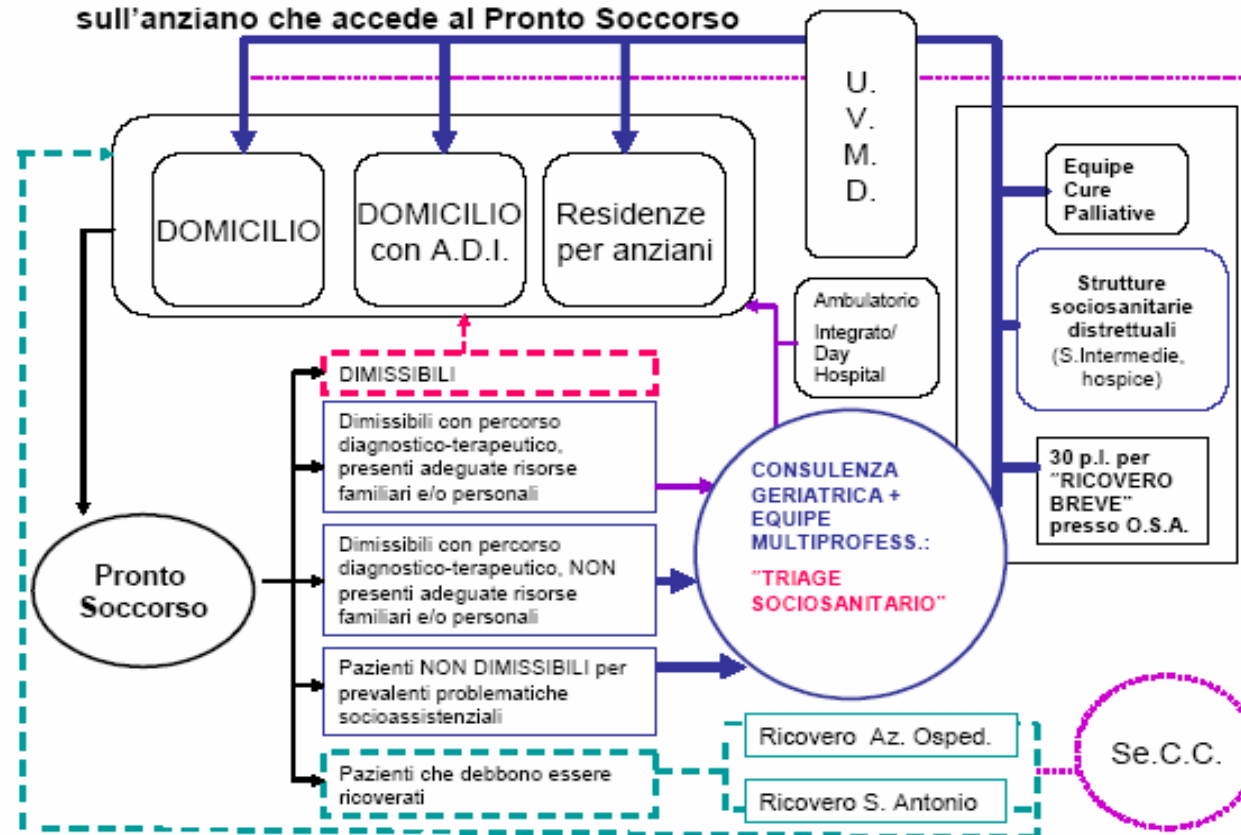 sull'anziano che accede al Pronto Soccorso
U.
V.
M.
D.
DOMICILIO
DOMICILIO
con A.D.I.
Residenze
per anziani
Equipe
Cure
Palliative
Ambulatorio
Integrato/
Day
Hospital
Strutture
sociosanitarie
distrettuali
(S.Intermedie,
hospice)
30 p.l. per
"RICOVERO
BREVE"
presso O.S.A.
DIMISSIBILI
Dimissibili con percorso
diagnostico-terapeutico,
presenti adeguate risorse
familiari e/o personali
CONSULENZA
GERIATRICA +
EQUIPE
MULTIPROFESS.:
"TRIAGE
SOCIOSANITARIO"
Pronto
Soccorso
Dimissibili con percorso
diagnostico-terapeutico, NON
presenti adeguate risorse
familiari e/o personali
Pazienti NON DIMISSIBILI per
prevalenti problematiche
socioassistenziali
Pazienti che debbono essere
ricoverati
Ricovero Az. Osped.
Ricovero S. Antonio
Se.C.C.